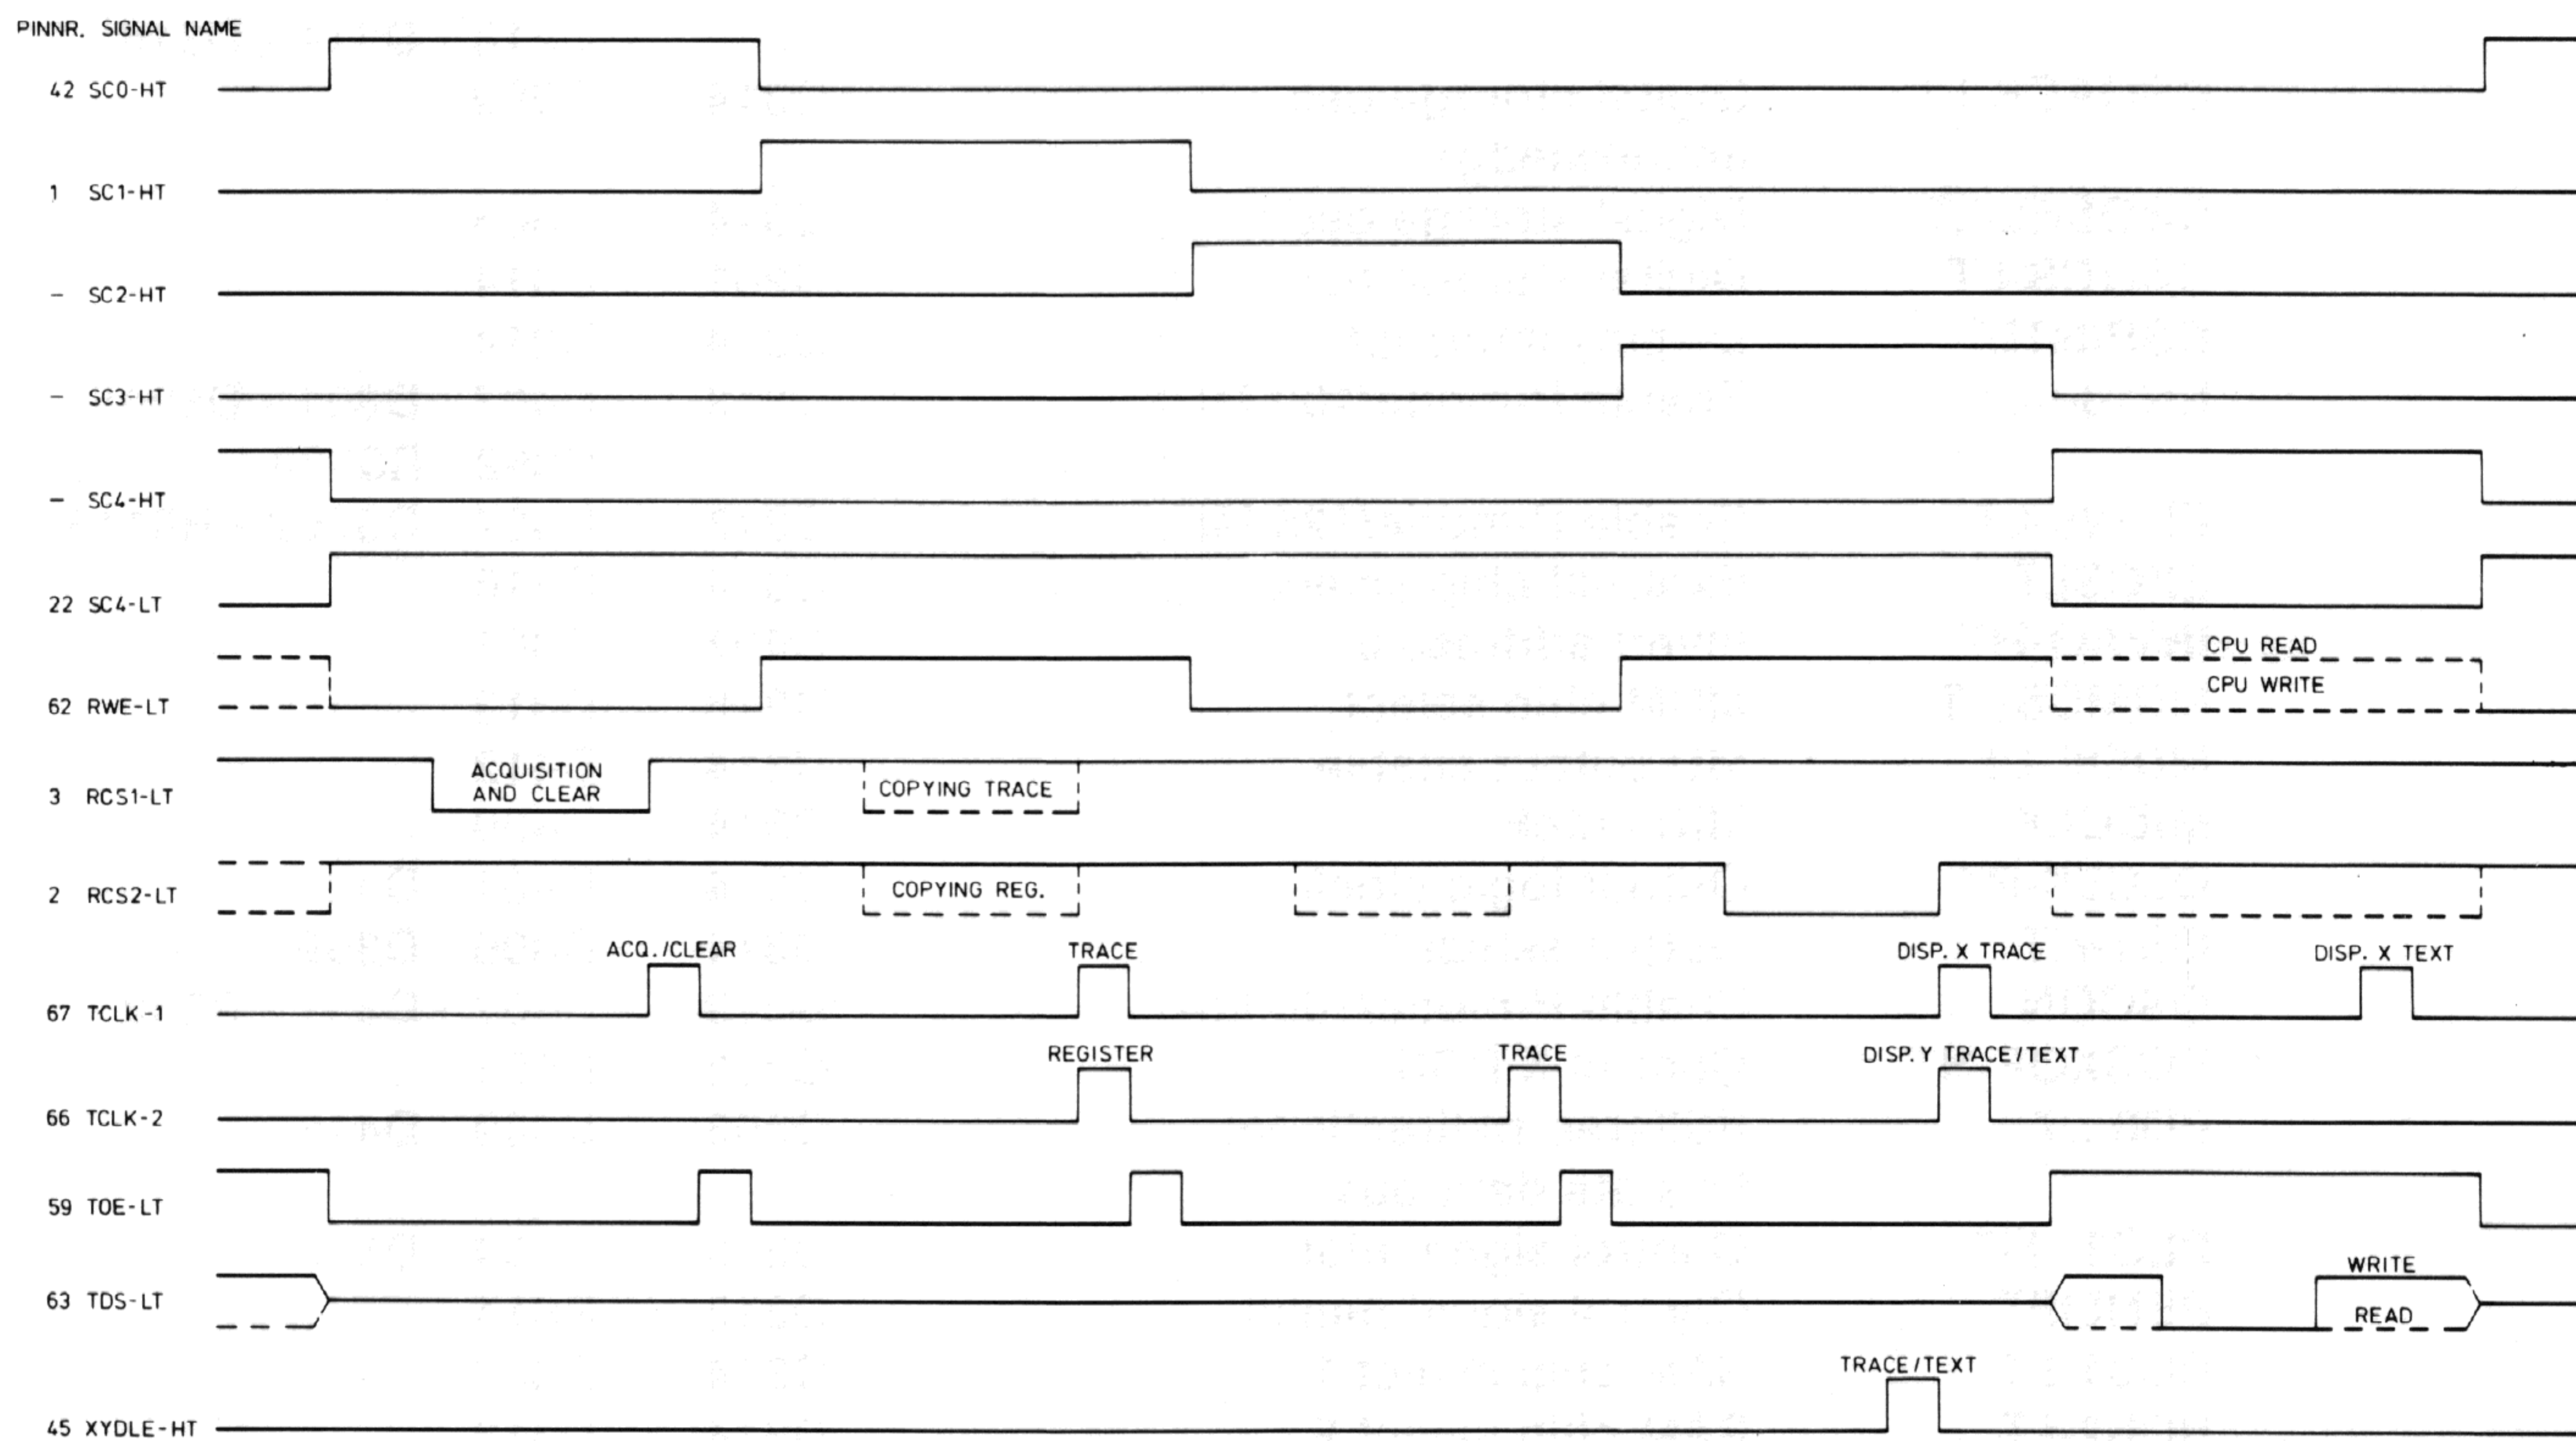 PINNR. SIGNAL NAME
42 SC0-HT
1 SC1-HT
- SC2-HT
- SC3-HT
- SC4-HT
22 SC4-LT
CPU READ
CPU WRITE
62 RWE-LT
ACQUISITION
AND CLEAR
COPYING TRACE
3 RCS1-LT
COPYING REG.
2 RCS2-LT
ACQ./CLEAR TRACE DISP. X TRACE DISP. X TEXT
67 TCLK-1
REGISTER TRACE DISP. Y TRACE/TEXT
66 TCLK-2
59 TOE-LT
WRITE
63 TDS-LT
READ
TRACE/TEXT
45 XYDLE-HT